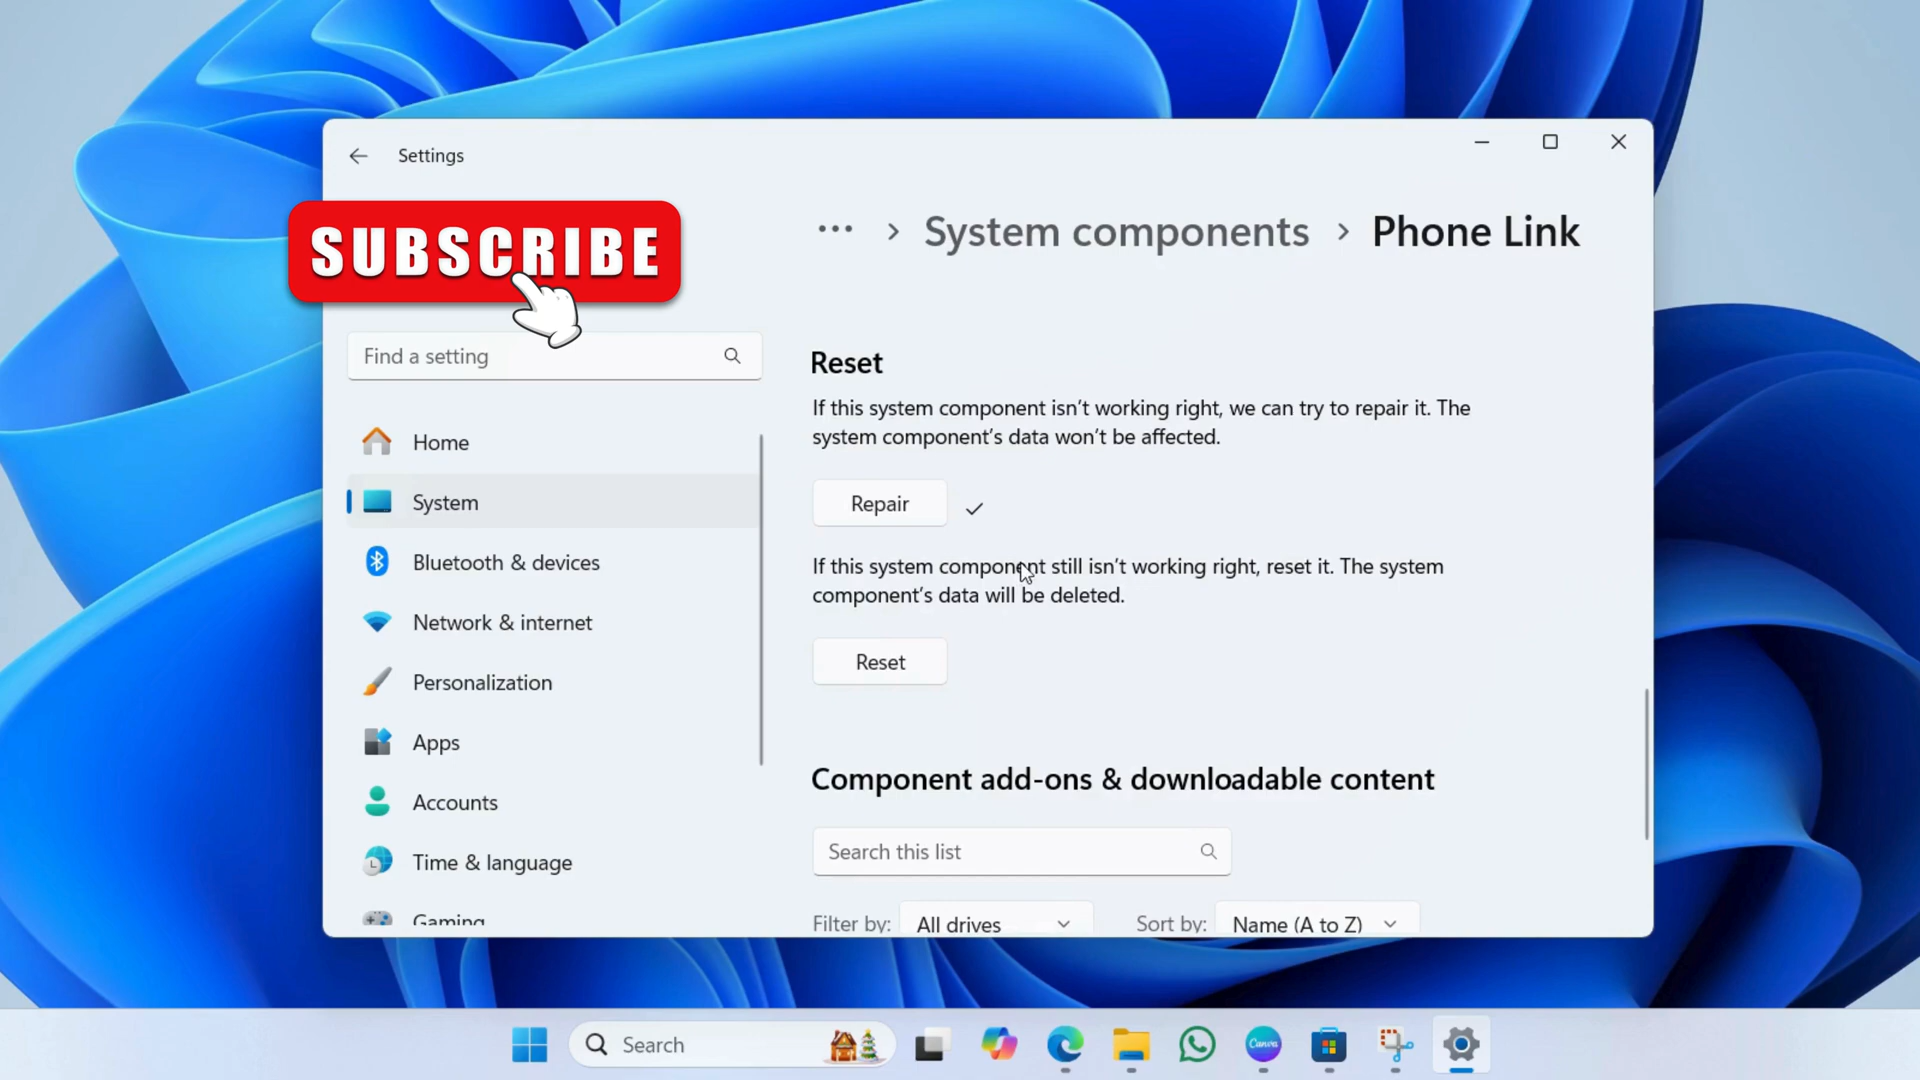 Settings
SUBSCRIBE
... > System components > Phone Link
Find a setting
Home
System
Bluetooth & devices
Network & internet
Personalization
Apps
Accounts
Time & language
Gaming
Reset
If this system component isn't working right, we can try to repair it. The
system component's data won't be affected.
Repair
If this system component still isn't working right, reset it. The system
component's data will be deleted.
Reset
Component add-ons & downloadable content
Search this list
Filter by: All drives Sort by: Name (A to Z)
Search
Canva